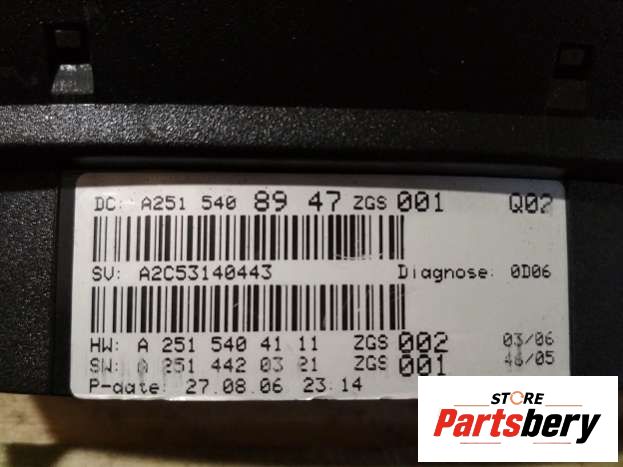 DC: A251 540 89 47 ZGS 001 Q02
SV: A2C53140443 Diagnose: 0D06
HW: A 251 540 41 11 ZGS 002 03/06
SW: A 251 442 03 21 ZGS 001 /05
P-date: 27.08.06 23:14
STORE
Partsbery